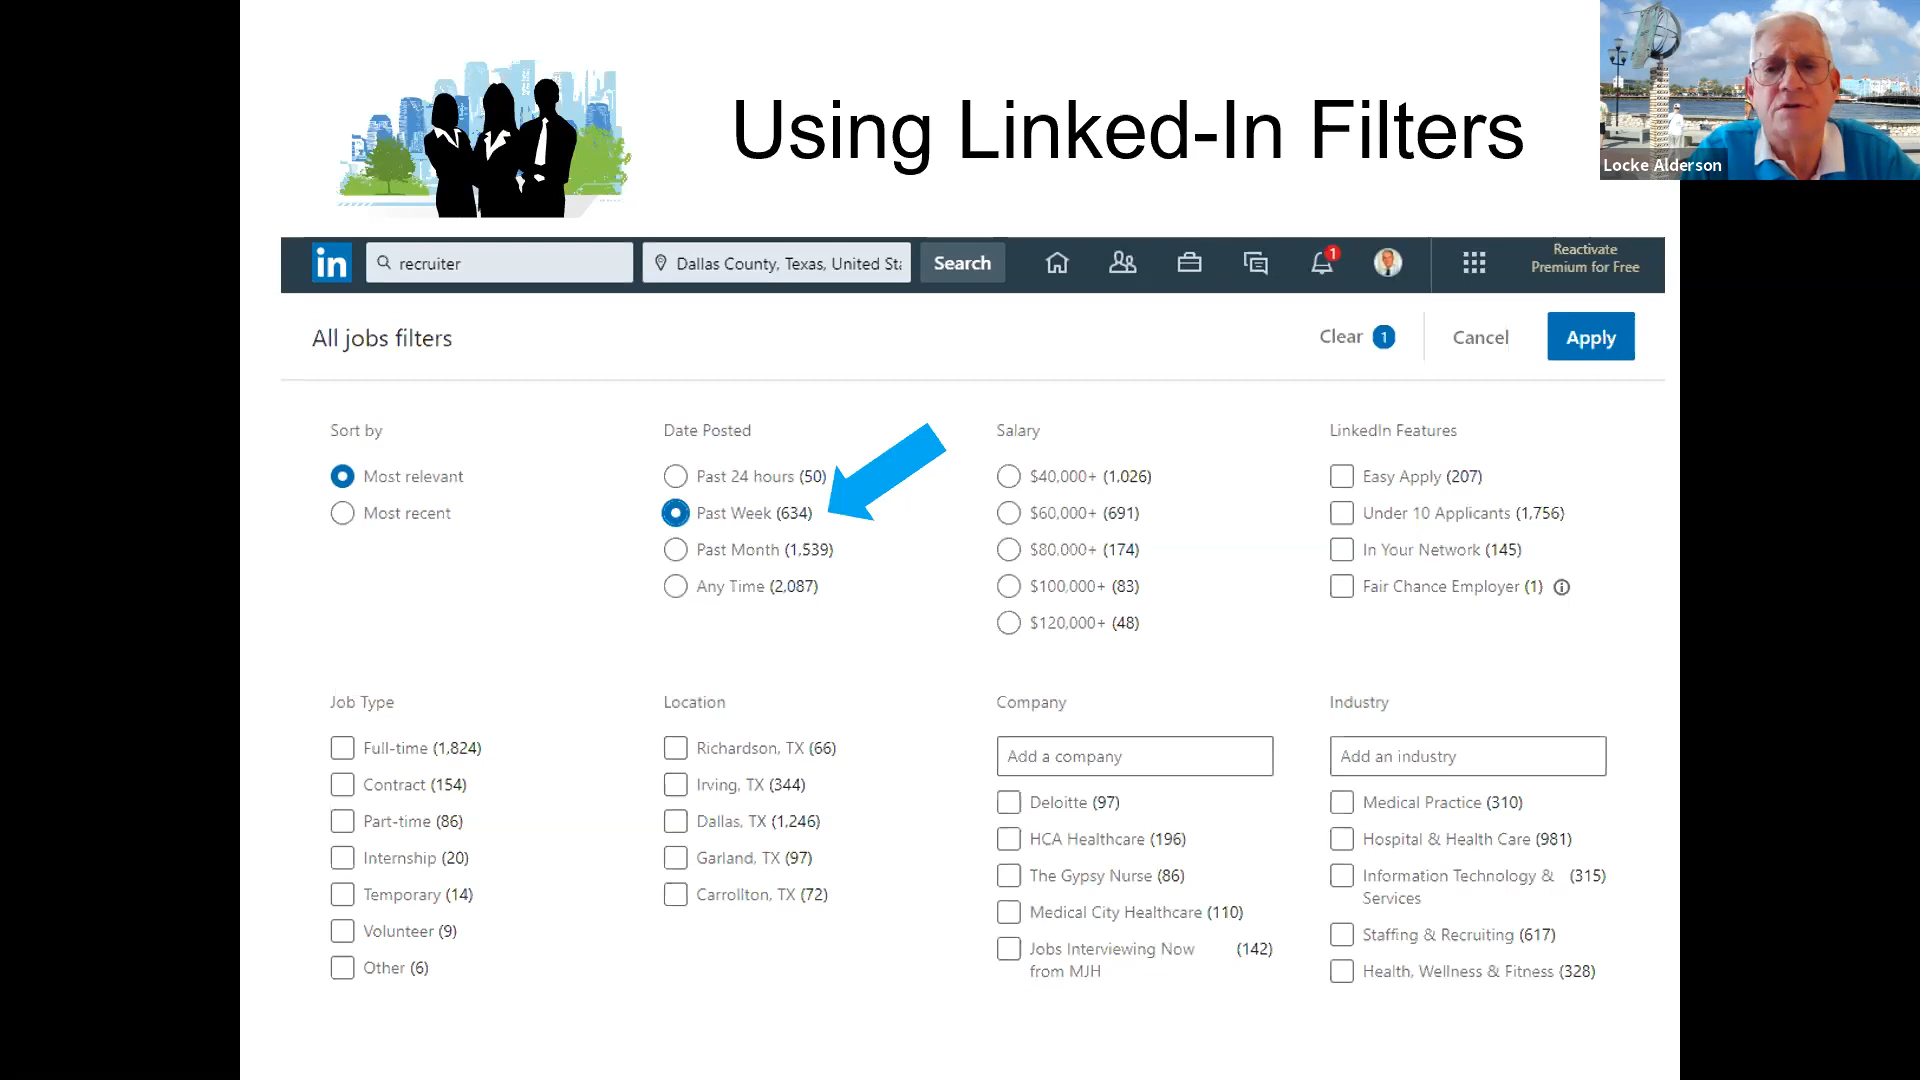 Using Linked-In Filters
Locke Alderson
in
recruiter
Dallas County, Texas, United Sta
Search
1
Reactivate
Premium for Free
All jobs filters
Clear 1
Cancel
Apply
Sort by
Most relevant
Most recent
Date Posted
Past 24 hours (50)
Past Week (634)
Past Month (1,539)
Any Time (2,087)
Salary
$40,000+ (1,026)
$60,000+ (691)
$80,000+ (174)
$100,000+ (83)
$120,000+ (48)
LinkedIn Features
Easy Apply (207)
Under 10 Applicants (1,756)
In Your Network (145)
Fair Chance Employer (1)
Job Type
Full-time (1,824)
Contract (154)
Part-time (86)
Internship (20)
Temporary (14)
Volunteer (9)
Other (6)
Location
Richardson, TX (66)
Irving, TX (344)
Dallas, TX (1,246)
Garland, TX (97)
Carrollton, TX (72)
Company
Add a company
Deloitte (97)
HCA Healthcare (196)
The Gypsy Nurse (86)
Medical City Healthcare (110)
Jobs Interviewing Now (142)
from MJH
Industry
Add an industry
Medical Practice (310)
Hospital & Health Care (981)
Information Technology & (315)
Services
Staffing & Recruiting (617)
Health, Wellness & Fitness (328)